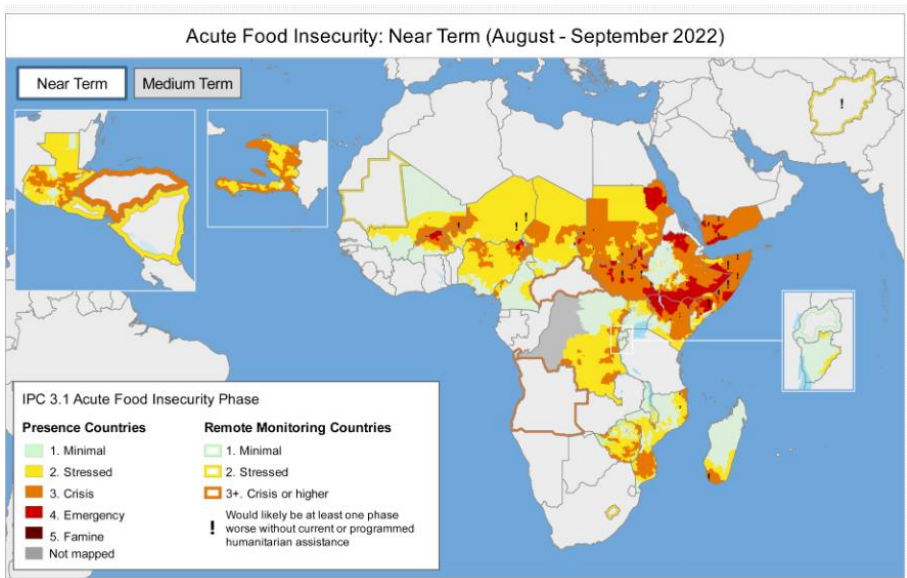 Acute Food Insecurity: Near Term (August - September 2022)
Near Term
Medium Term
!
!
!
!
IPC 3.1 Acute Food Insecurity Phase
Presence Countries
1. Minimal
2. Stressed
3. Crisis
4. Emergency
5. Famine
Not mapped
Remote Monitoring Countries
1. Minimal
2. Stressed
3+. Crisis or higher
! Would likely be at least one phase
worse without current or programmed
humanitarian assistance